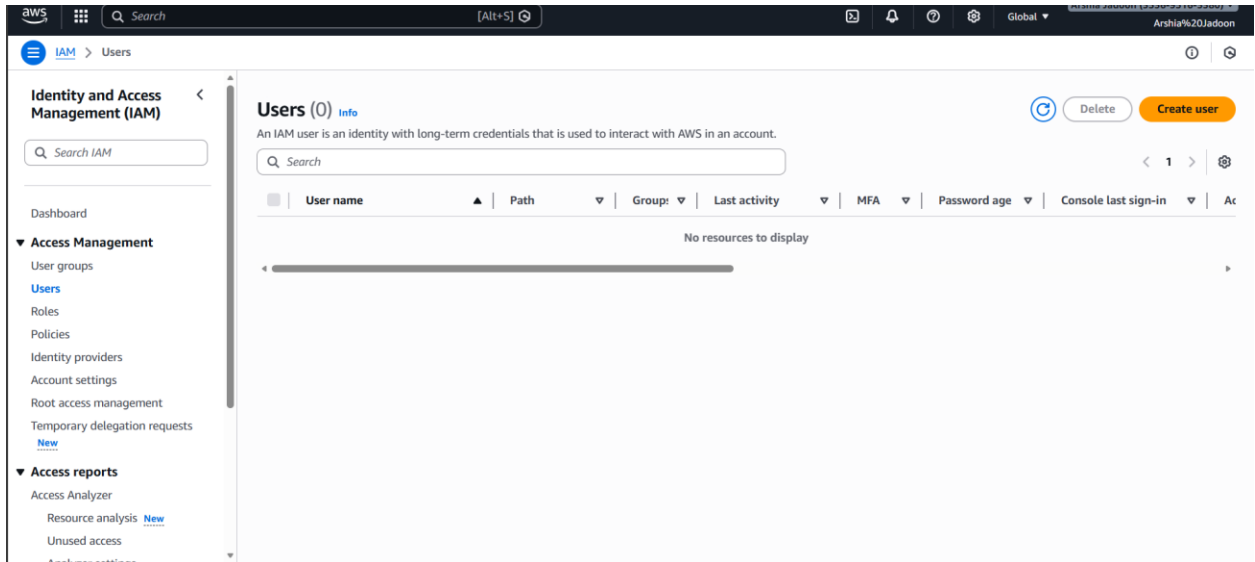 aws
Search
[Alt+S]
Global
Arshia%20Jadoon
IAM > Users
Identity and Access
Management (IAM)
Search IAM
Dashboard
Access Management
User groups
Users
Roles
Policies
Identity providers
Account settings
Root access management
Temporary delegation requests
New
Access reports
Access Analyzer
Resource analysis New
Unused access
Users (0) Info
Delete
Create user
An IAM user is an identity with long-term credentials that is used to interact with AWS in an account.
Search
1
User name Path Group: Last activity MFA Password age Console last sign-in Ac
No resources to display